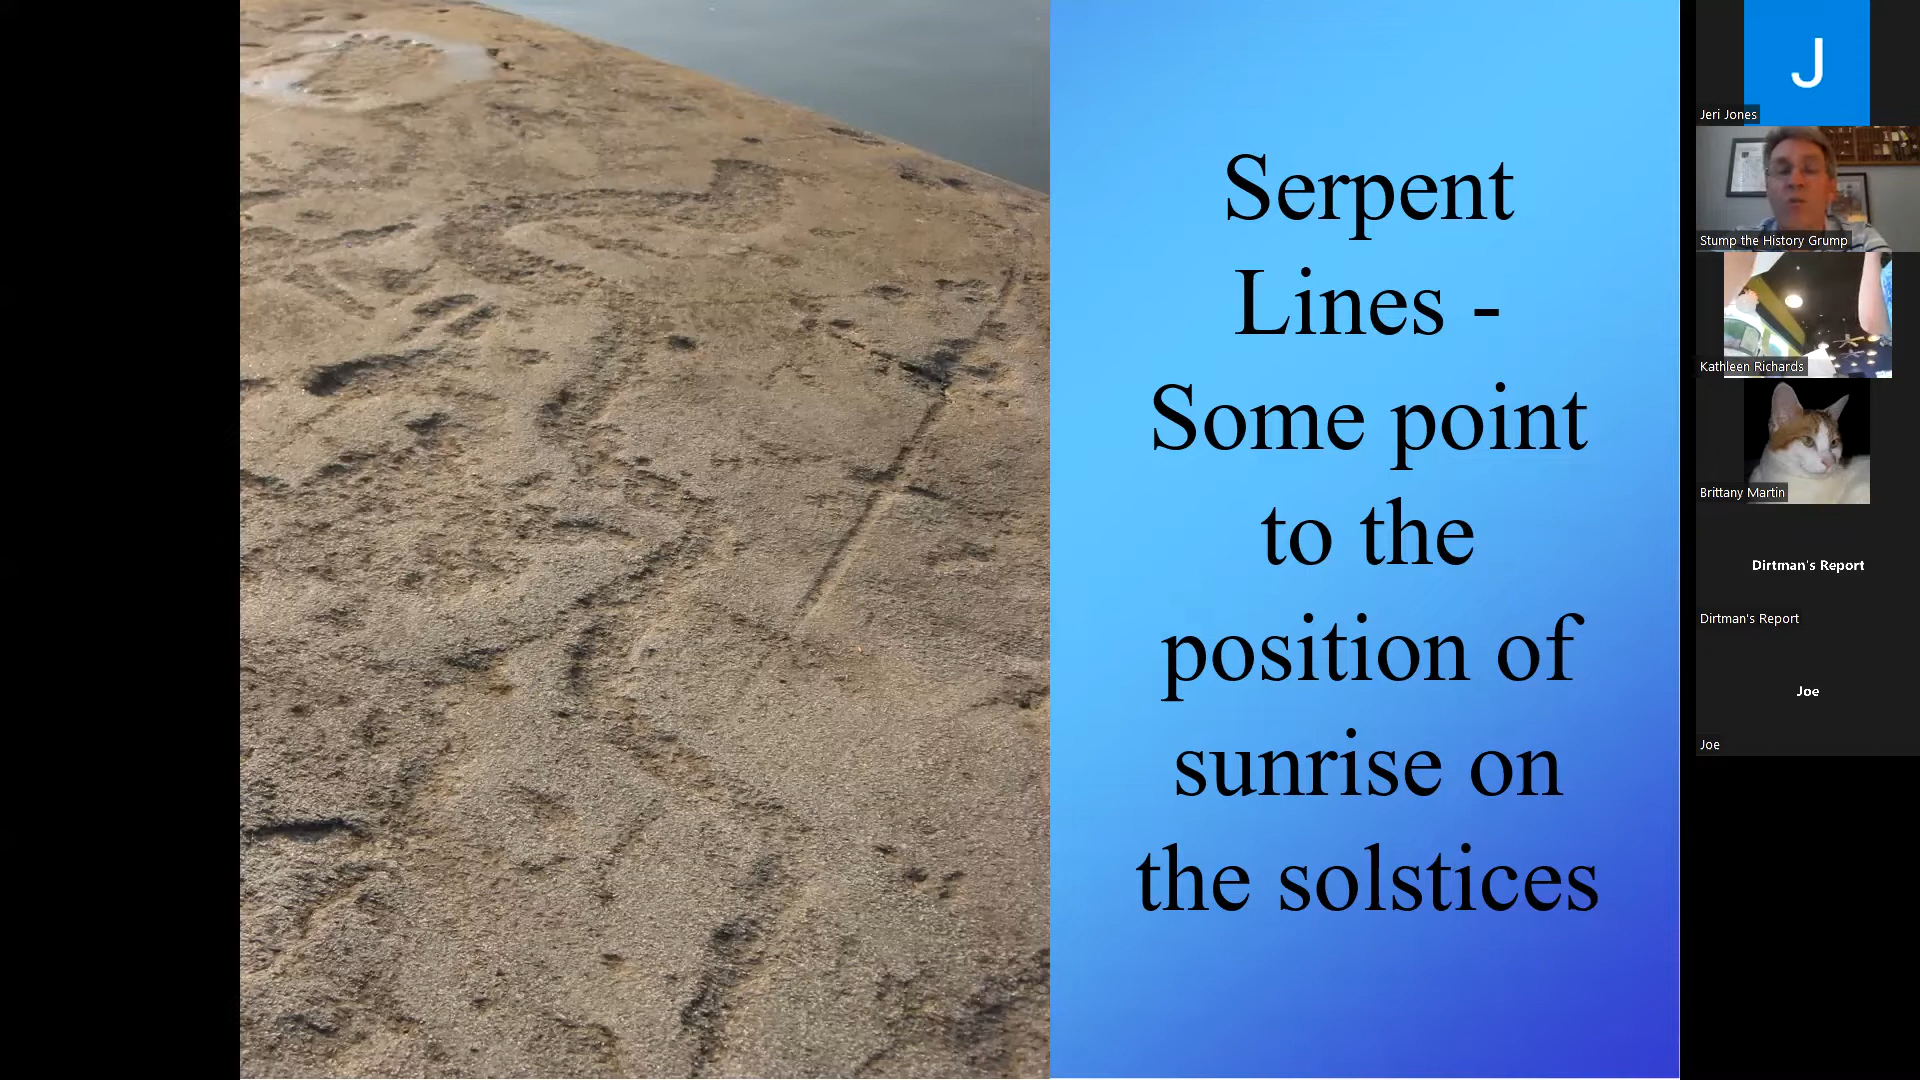 Serpent
Lines -
Some point
to the
position of
sunrise on
the solstices
J
Jeri Jones
Stump the History Grump
Kathleen Richards
Brittany Martin
Dirtman's Report
Dirtman's Report
Joe
Joe